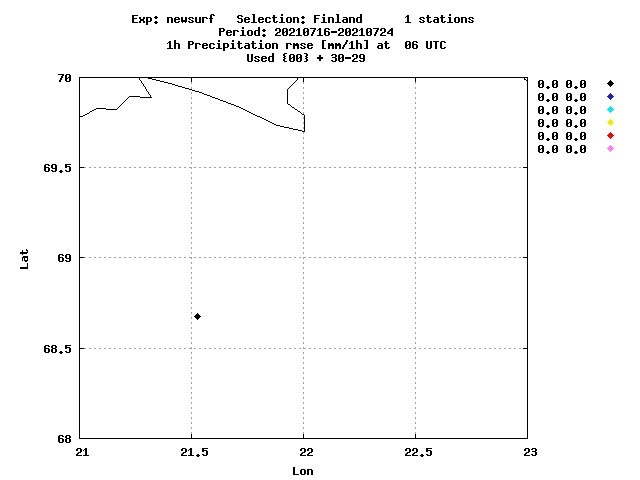 Exp: newsurf   Selection: Finland      1 stations
Period: 20210716-20210724
1h Precipitation rmse [mm/1h] at  06 UTC
Used {00} + 30-29
70
0.0 0.0
0.0 0.0
0.0 0.0
0.0 0.0
0.0 0.0
0.0 0.0
69.5
69
Lat
68.5
68
21 21.5 22 22.5 23
Lon